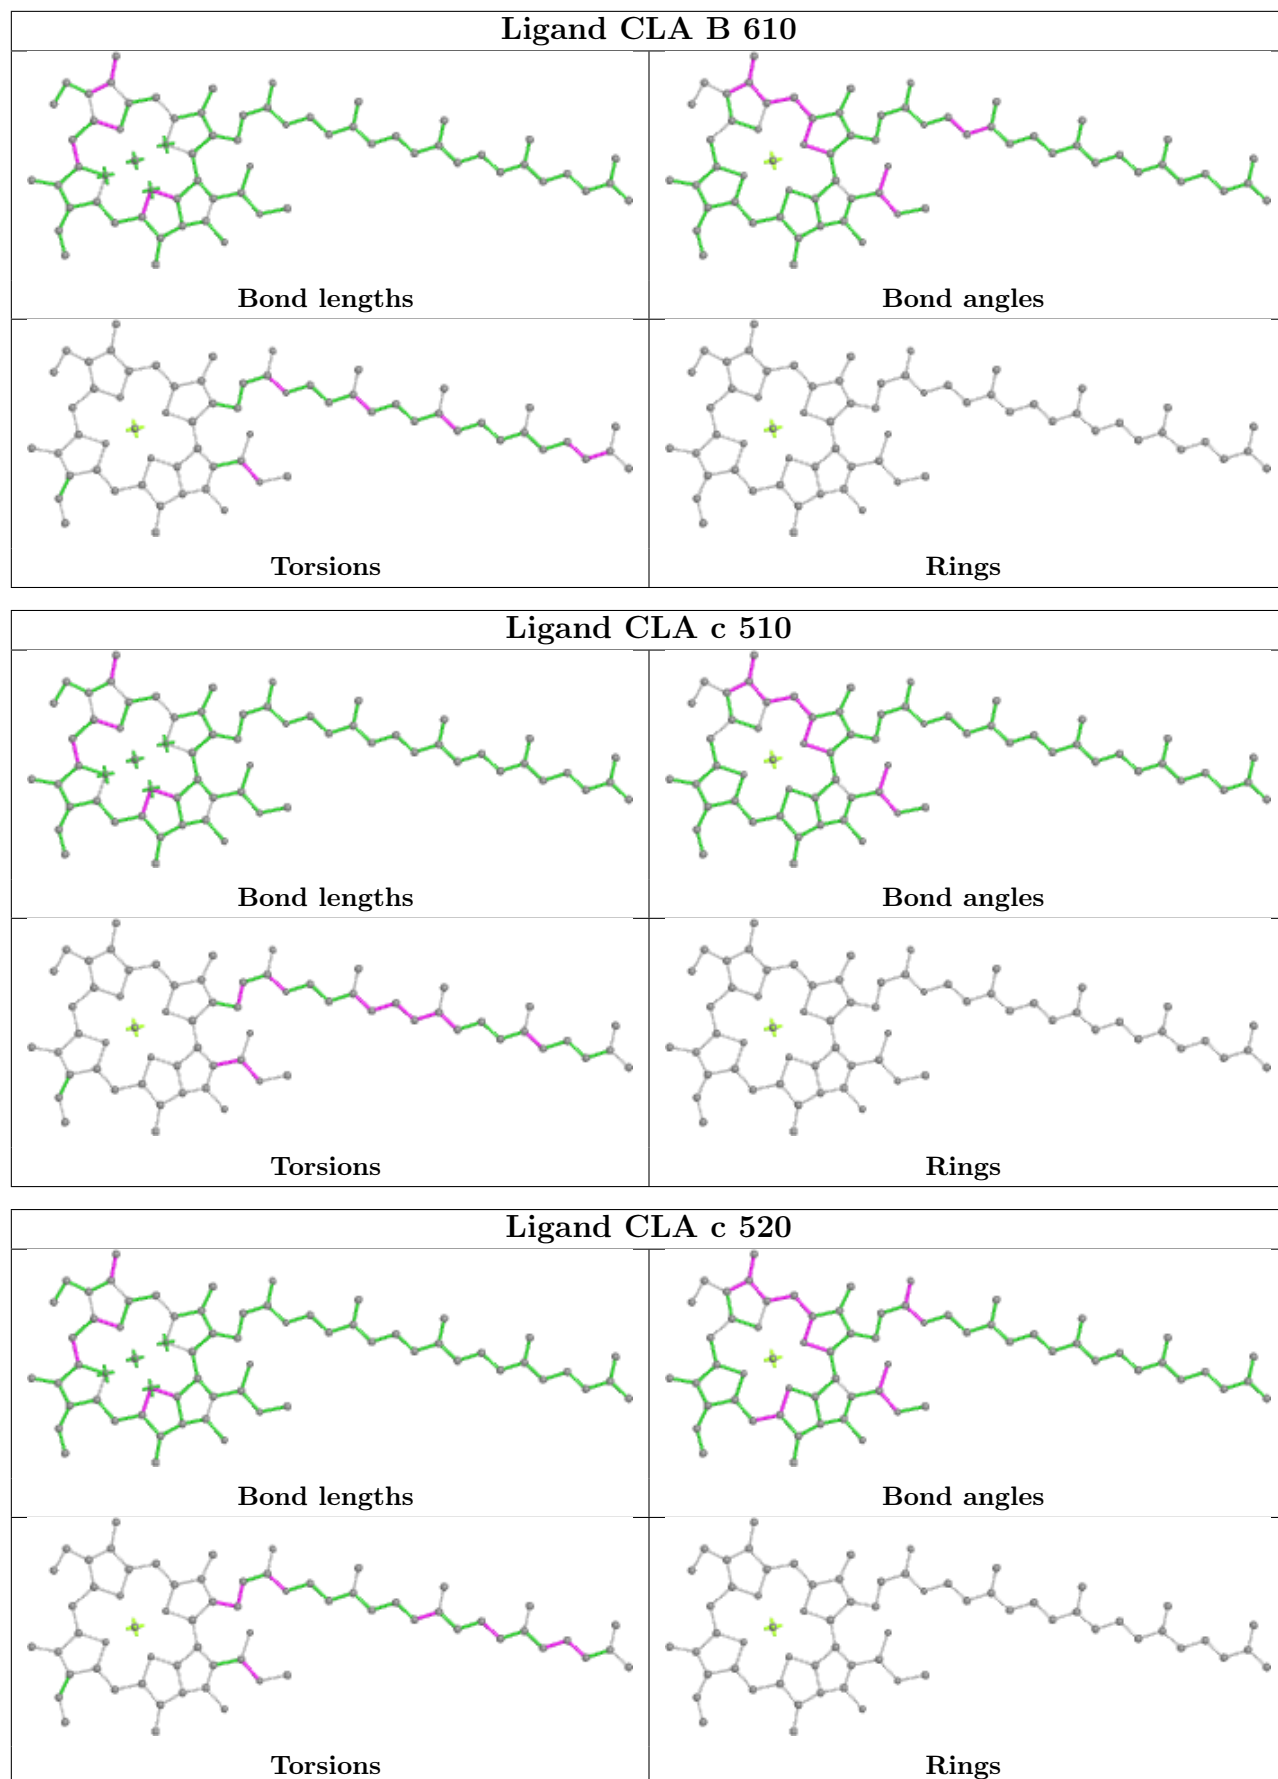 Ligand CLA B 610
Bond lengths
Bond angles
Torsions
Rings
Ligand CLA c 510
Bond lengths
Bond angles
Torsions
Rings
Ligand CLA c 520
Bond lengths
Bond angles
Torsions
Rings